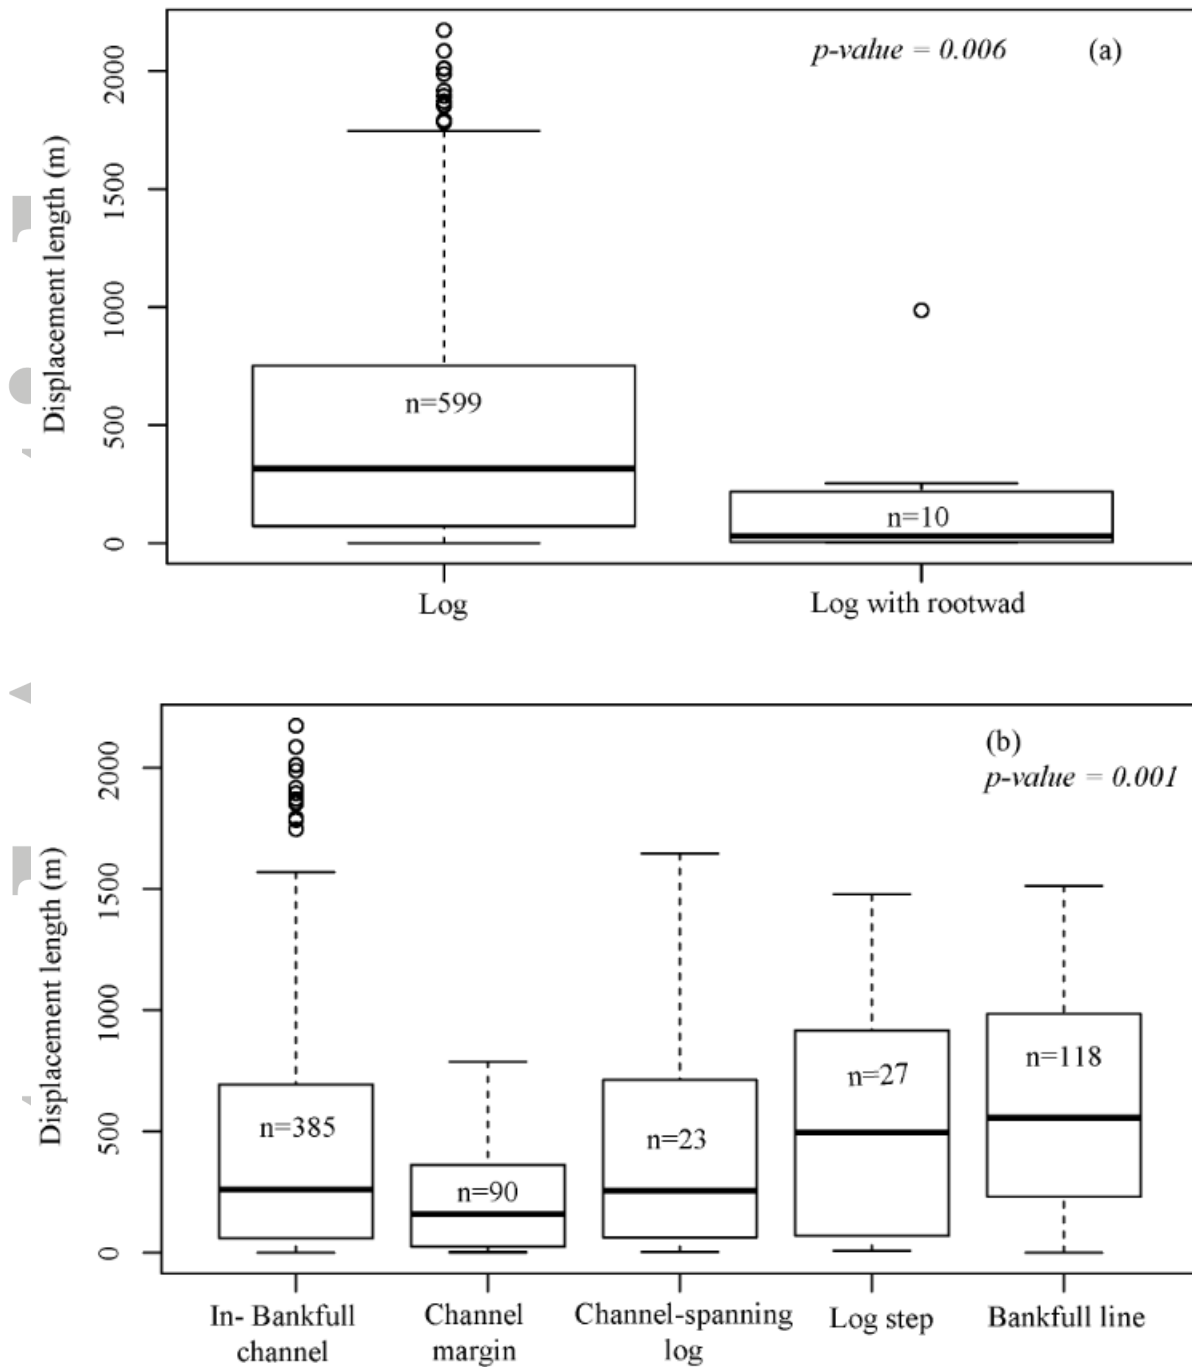 p-value = 0.006 (a)
Displacement length (m)
2000
1500
1000
500
0
n=599
n=10
Log
Log with rootwad
(b)
p-value = 0.001
Displacement length (m)
2000
1500
1000
500
0
n=385
n=90
n=23
n=27
n=118
In- Bankfull
channel
Channel
margin
Channel-spanning
log
Log step
Bankfull line